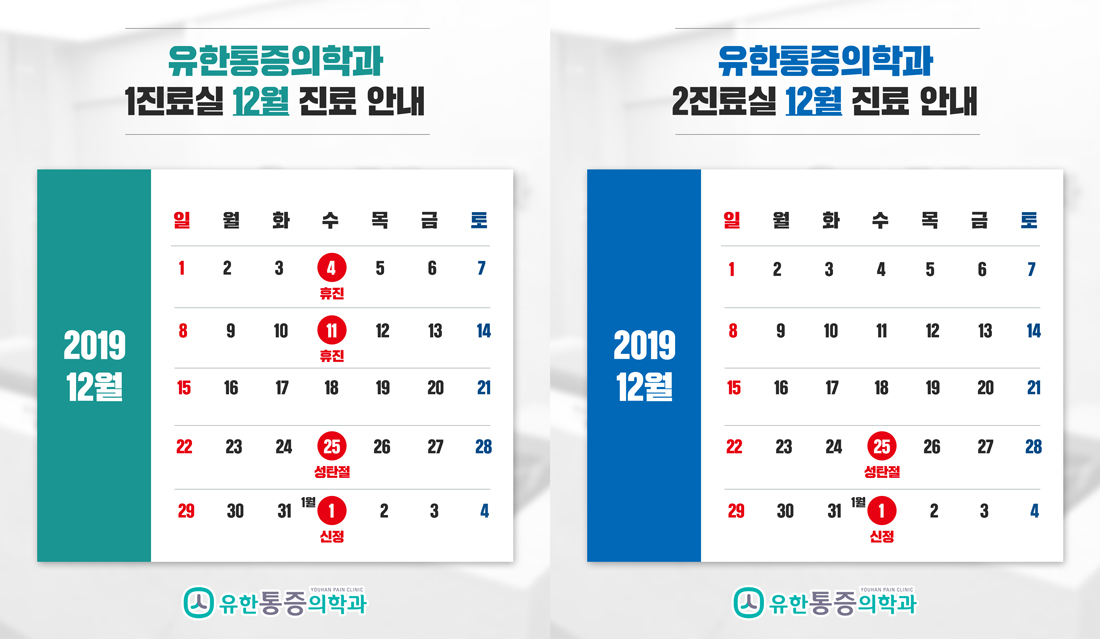 유한통증의학과
1진료실 12월 진료 안내
2019
12월
일 월 화 수 목 금 토
1 2 3 4 5 6 7
휴진
8 9 10 11 12 13 14
휴진
15 16 17 18 19 20 21
22 23 24 25 26 27 28
성탄절
29 30 31 1월 1 2 3 4
신정
YOUHAN PAIN CLINIC
유한통증의학과
유한통증의학과
2진료실 12월 진료 안내
2019
12월
일 월 화 수 목 금 토
1 2 3 4 5 6 7
8 9 10 11 12 13 14
15 16 17 18 19 20 21
22 23 24 25 26 27 28
성탄절
29 30 31 1월 1 2 3 4
신정
YOUHAN PAIN CLINIC
유한통증의학과